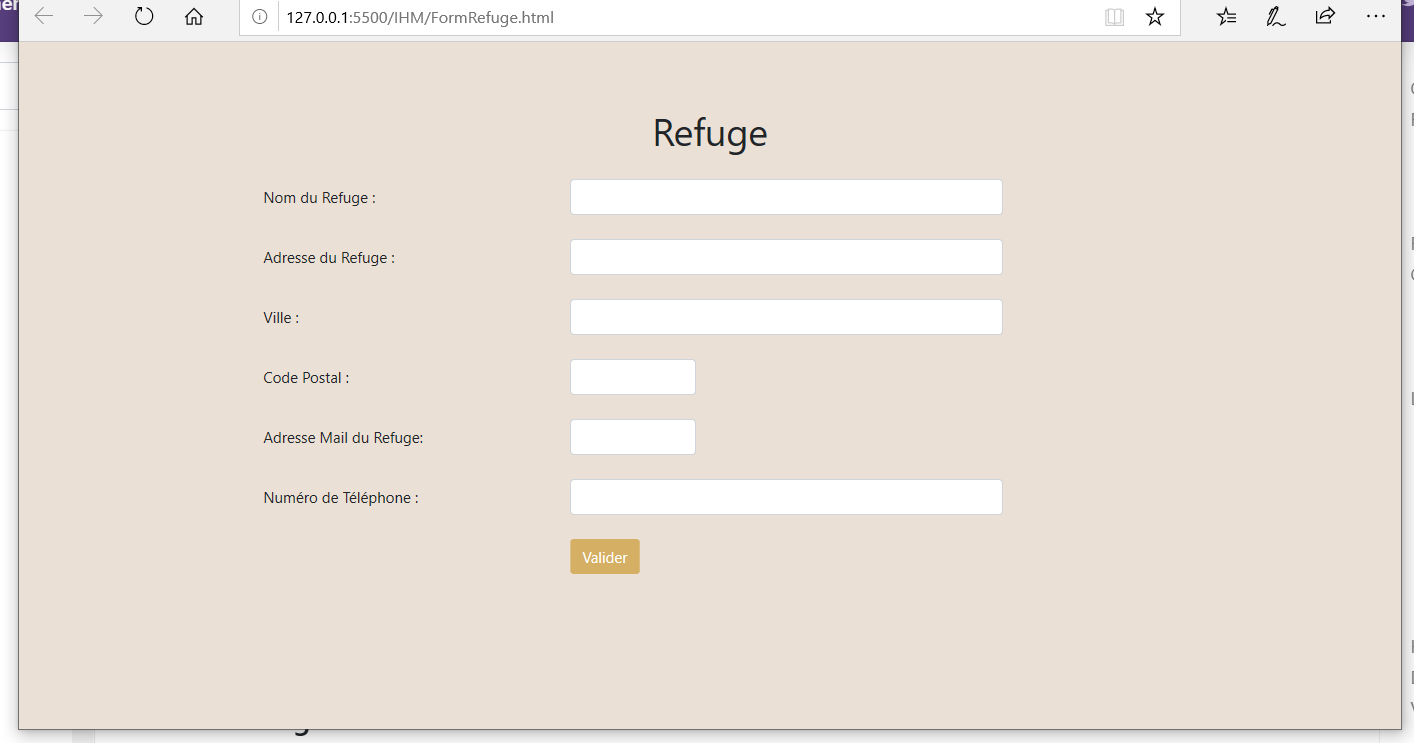 127.0.0.1:5500/IHM/FormRefuge.html
Refuge
Nom du Refuge :
Adresse du Refuge :
Ville :
Code Postal :
Adresse Mail du Refuge:
Numéro de Téléphone :
Valider